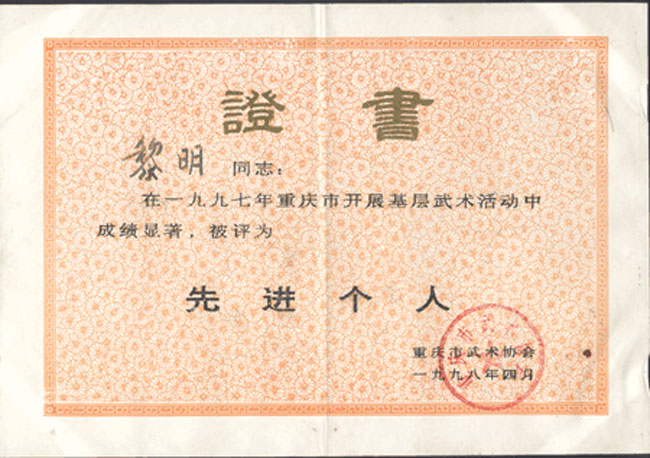 證書
黎明 同志：
在一九九七年重庆市开展基层武术活动中
成绩显著，被评为
先进个人
重庆市武术协会
一九九八年四月